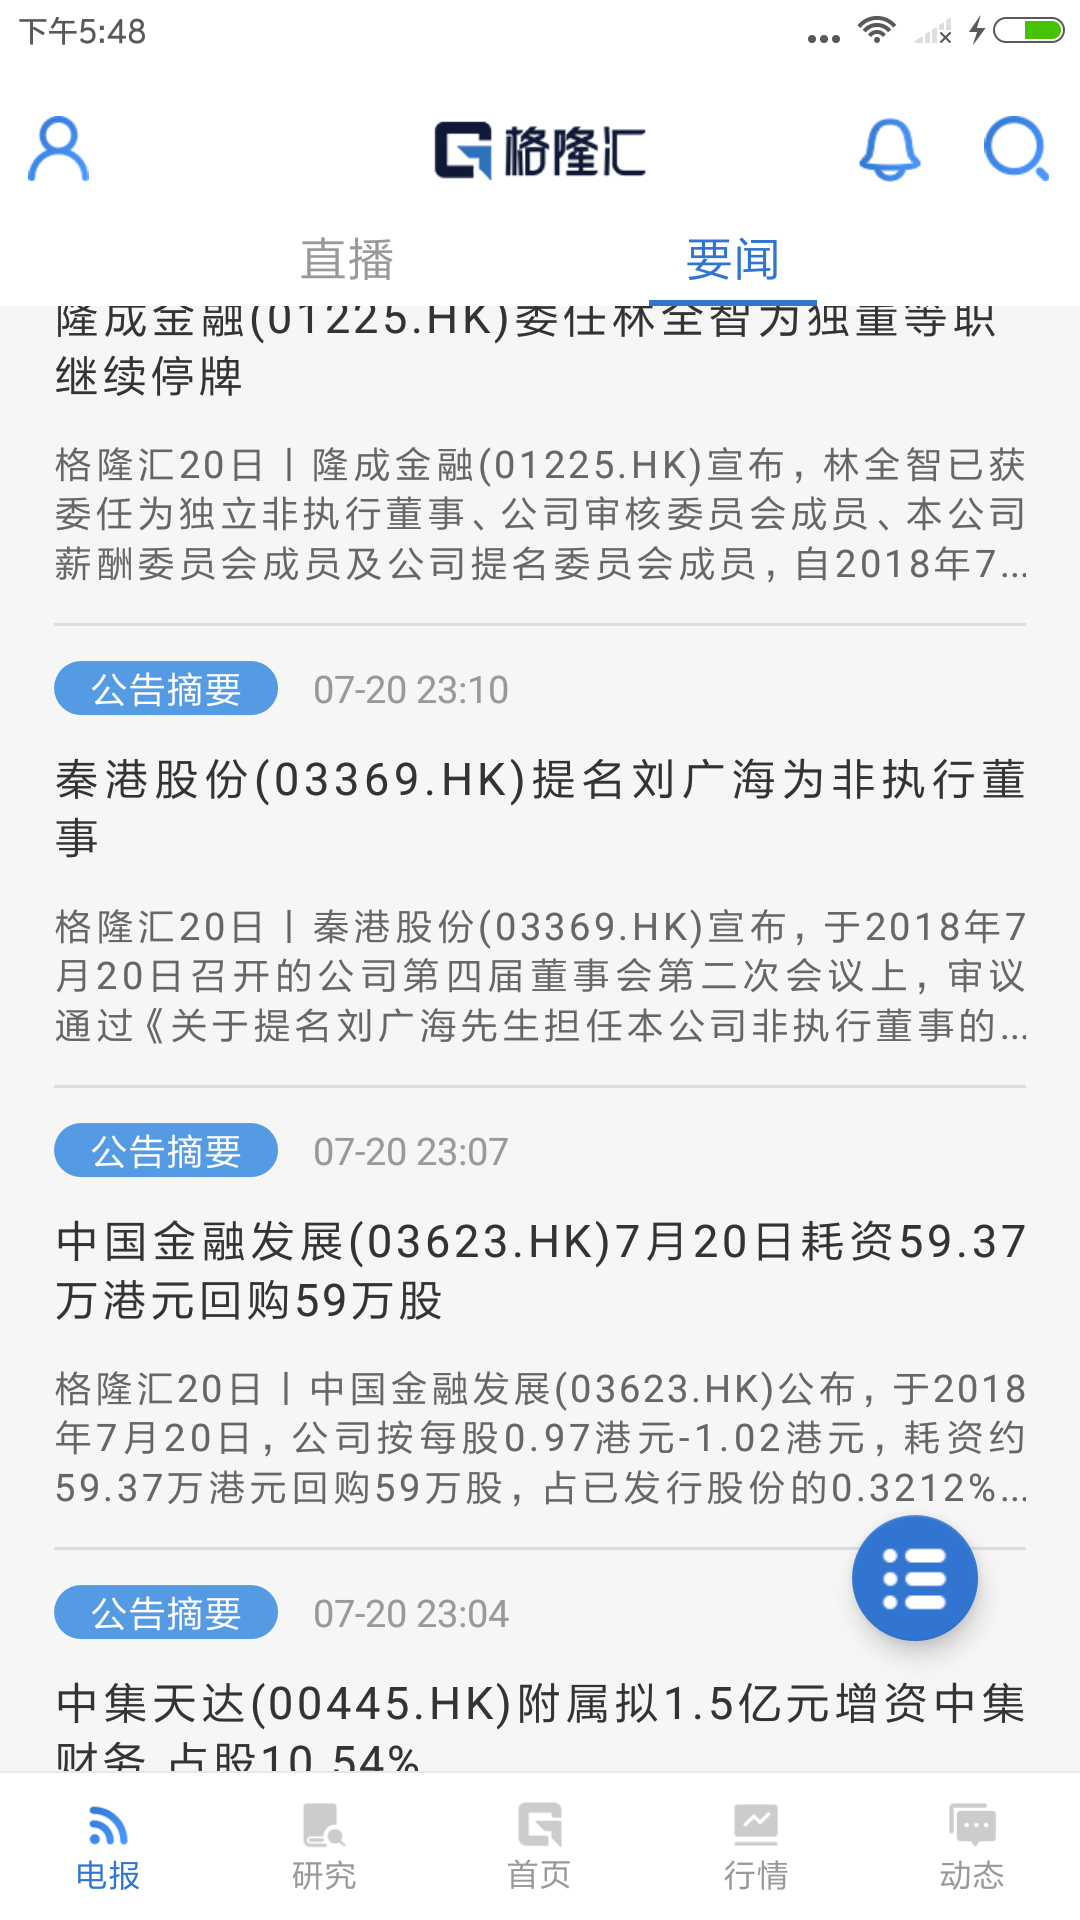 下午5:48
格隆汇
直播
要闻
隆成金融(01225.HK)委任林全智为独董等职
继续停牌
格隆汇20日丨隆成金融(01225.HK)宣布，林全智已获
委任为独立非执行董事、公司审核委员会成员、本公司
薪酬委员会成员及公司提名委员会成员，自2018年7...
公告摘要
07-20 23:10
秦港股份(03369.HK)提名刘广海为非执行董
事
格隆汇20日丨秦港股份(03369.HK)宣布，于2018年7
月20日召开的公司第四届董事会第二次会议上，审议
通过《关于提名刘广海先生担任本公司非执行董事的...
公告摘要
07-20 23:07
中国金融发展(03623.HK)7月20日耗资59.37
万港元回购59万股
格隆汇20日丨中国金融发展(03623.HK)公布，于2018
年7月20日，公司按每股0.97港元-1.02港元，耗资约
59.37万港元回购59万股，占已发行股份的0.3212%...
公告摘要
07-20 23:04
中集天达(00445.HK)附属拟1.5亿元增资中集
财务 占股10.54%
电报
研究
首页
行情
动态